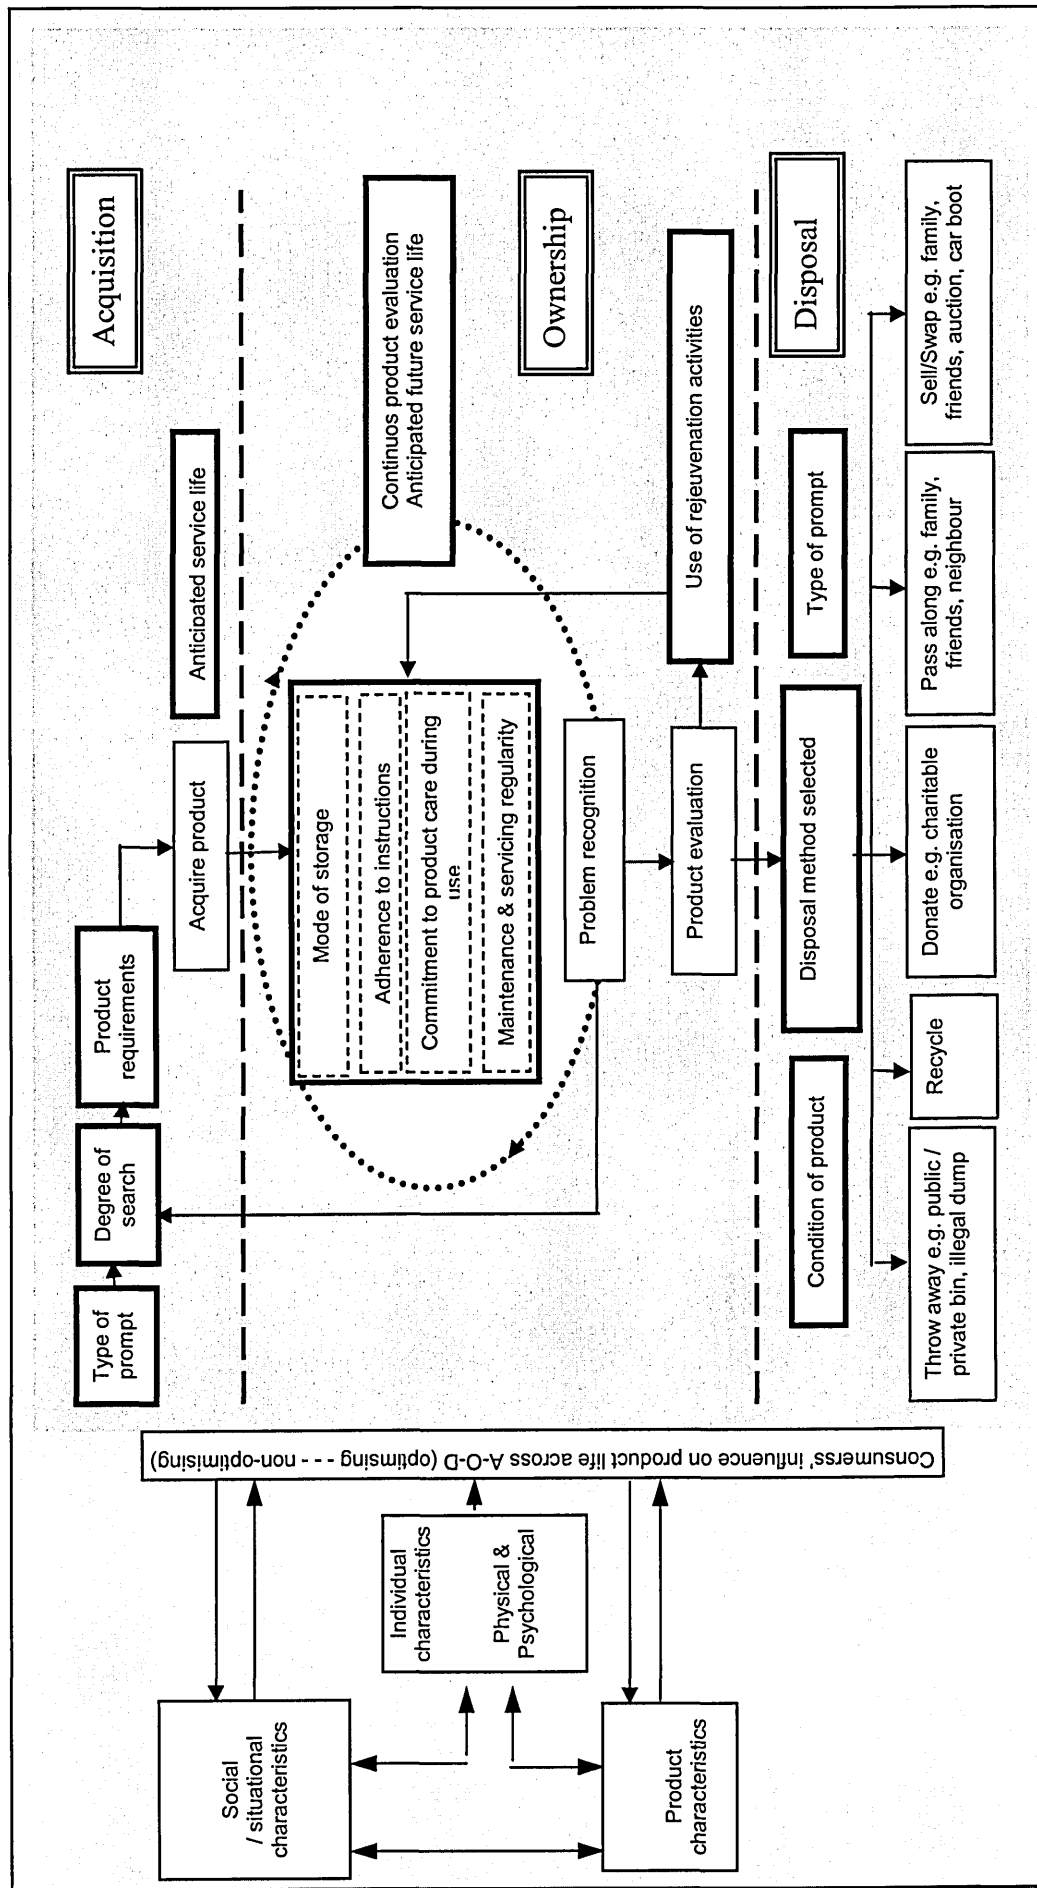 Social
/ situational
characteristics
Individual
characteristics
Physical &
Psychological
Product
characteristics
Consumerss' influence on product life across A-O-D (optimsing - - - non-optimising)
Type of
prompt
Degree of
search
Product
requirements
Acquire product
Anticipated service life
Acquisition
Mode of storage
Adherence to instructions
Commitment to product care during
use
Maintenance & servicing regularity
Continuos product evaluation
Anticipated future service life
Ownership
Problem recognition
Product evaluation
Use of rejeuvenation activities
Condition of product
Disposal method selected
Type of prompt
Disposal
Throw away e.g. public /
private bin, illegal dump
Recycle
Donate e.g. charitable
organisation
Pass along e.g. family,
friends, neighbour
Sell/Swap e.g. family,
friends, auction, car boot